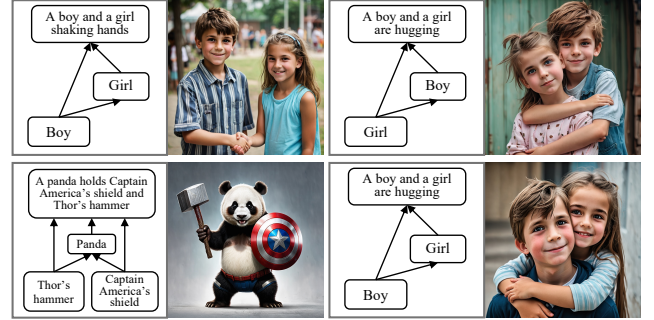 A boy and a girl
shaking hands
Girl
Boy
A boy and a girl
are hugging
Boy
Girl
A panda holds Captain
America's shield and
Thor's hammer
Panda
Thor's
hammer
Captain
America's
shield
A boy and a girl
are hugging
Girl
Boy